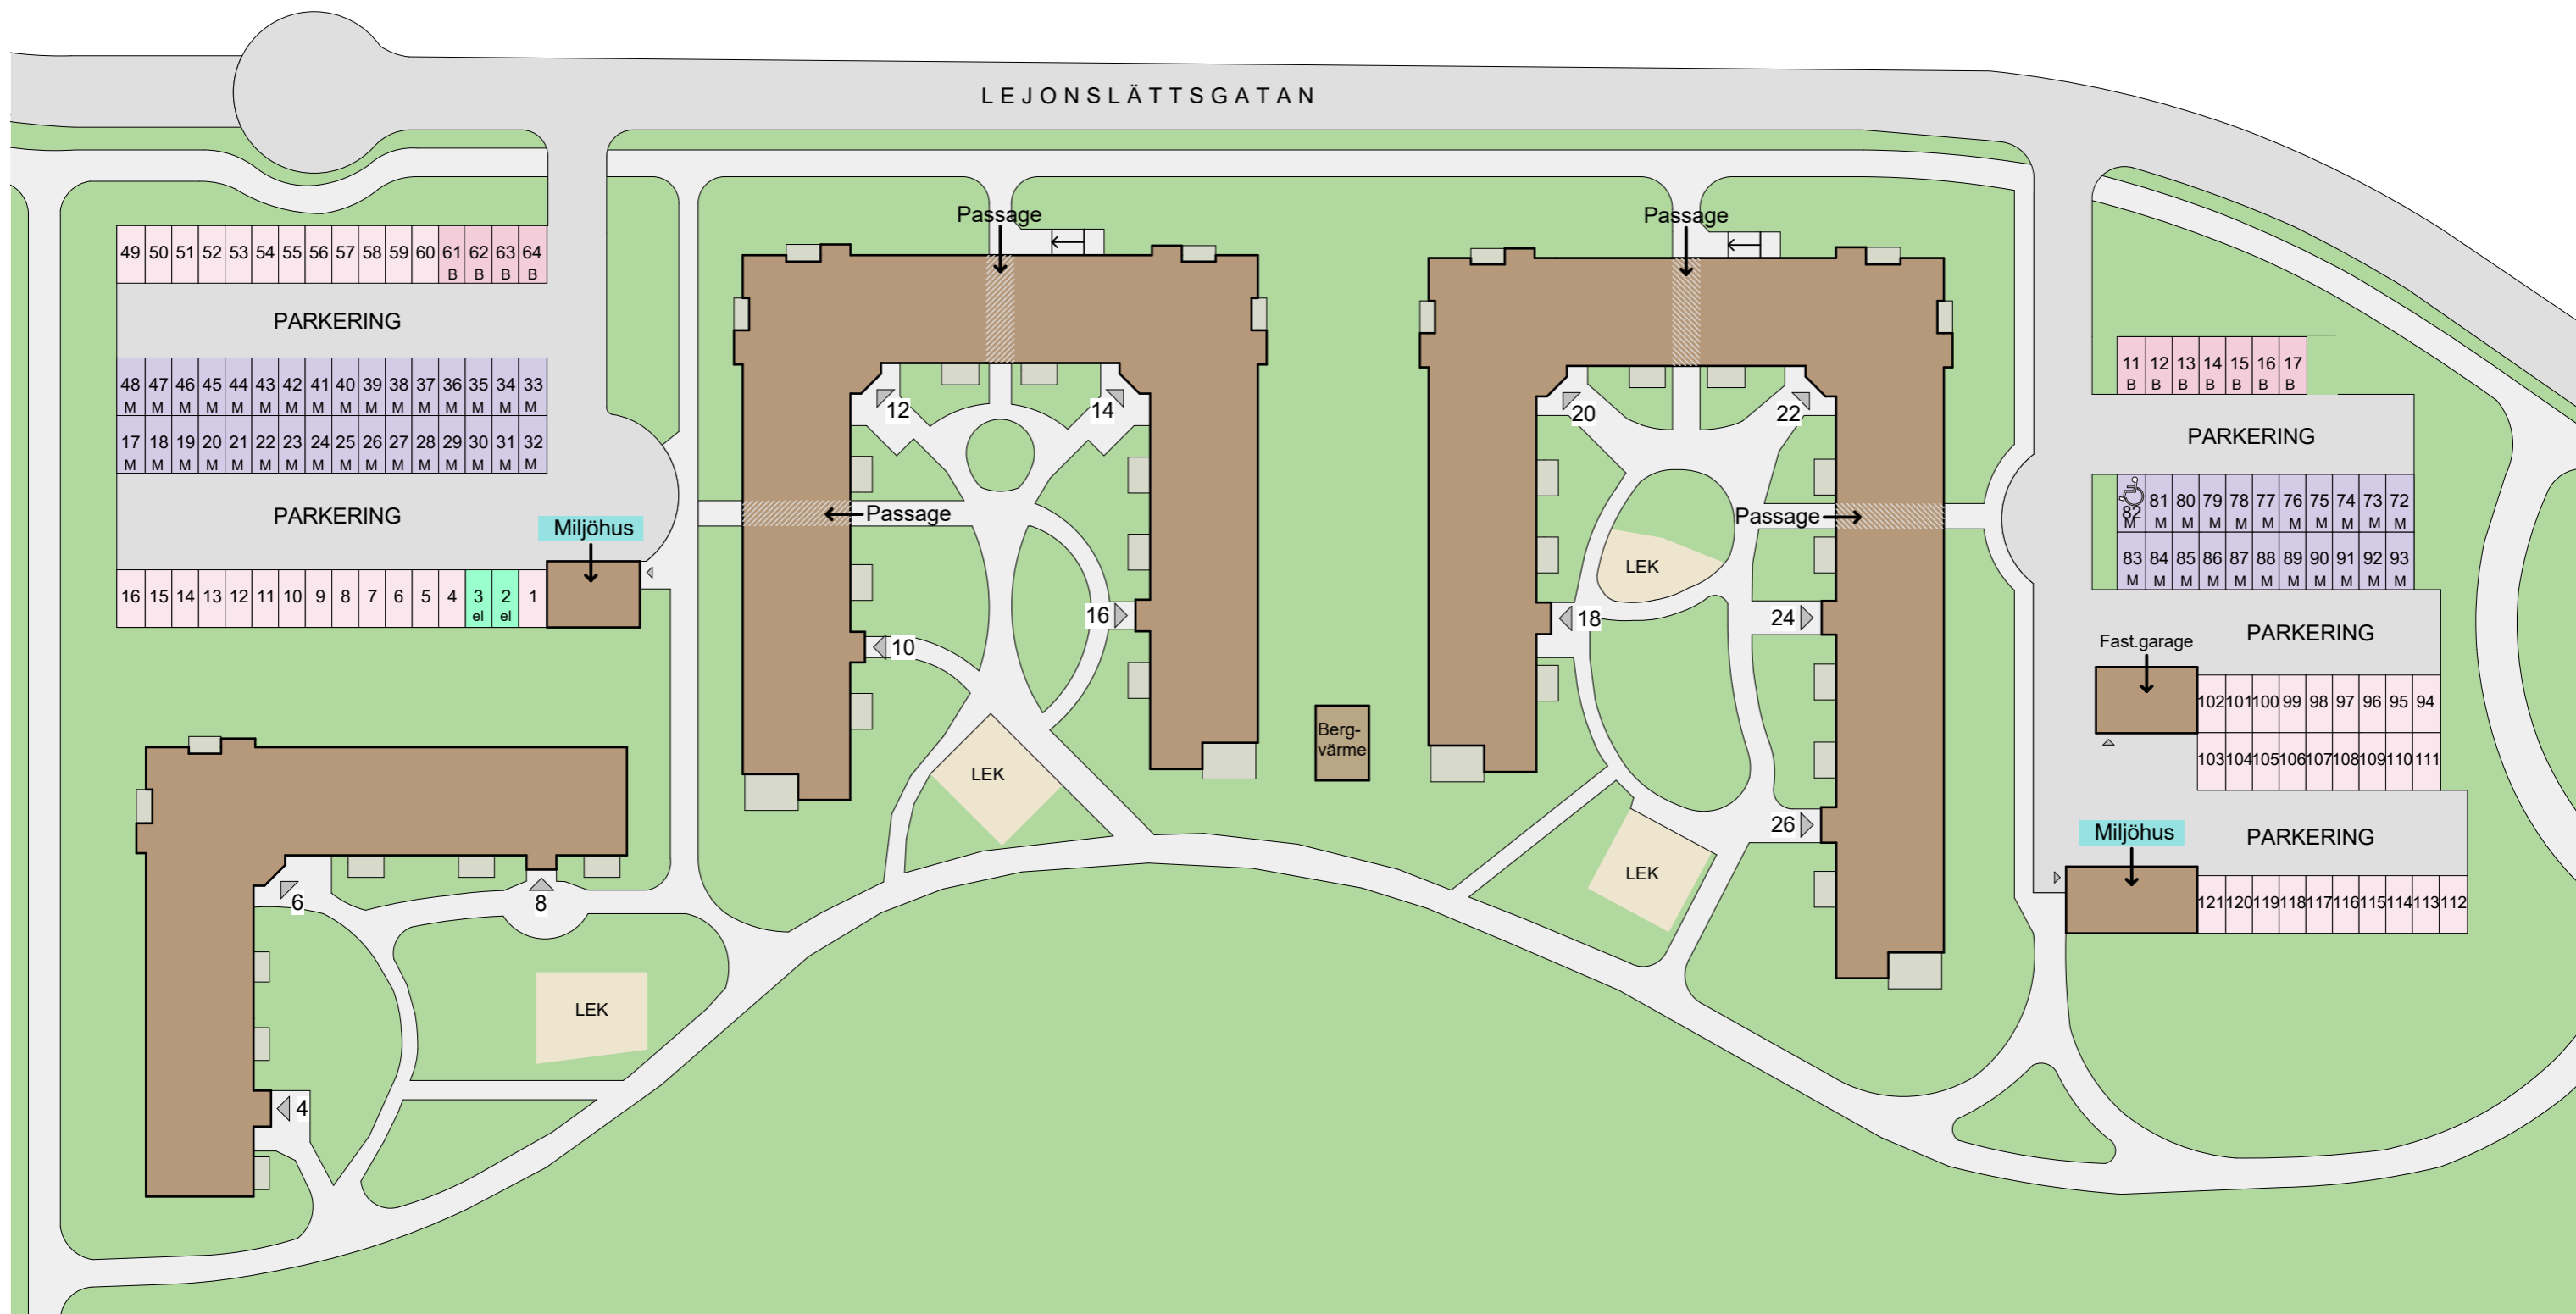 LEJONSLÄTTSGATAN
Passage
Passage
49 50 51 52 53 54 55 56 57 58 59 60 61 62 63 64
B B B B
PARKERING
48 47 46 45 44 43 42 41 40 39 38 37 36 35 34 33
M M M M M M M M M M M M M M M M
17 18 19 20 21 22 23 24 25 26 27 28 29 30 31 32
M M M M M M M M M M M M M M M M
PARKERING
Miljöhus
16 15 14 13 12 11 10 9 8 7 6 5 4 3 2 1
el el
12
14
Passage
16
10
LEK
20
22
Passage
LEK
18
24
26
LEK
Berg-
värme
11 12 13 14 15 16 17
B B B B B B B
PARKERING
82 81 80 79 78 77 76 75 74 73 72
M M M M M M M M M M M
83 84 85 86 87 88 89 90 91 92 93
M M M M M M M M M M M
PARKERING
Fast.garage
102 101 100 99 98 97 96 95 94
103 104 105 106 107 108 109 110 111
PARKERING
Miljöhus
121 120 119 118 117 116 115 114 113 112
6
8
LEK
4